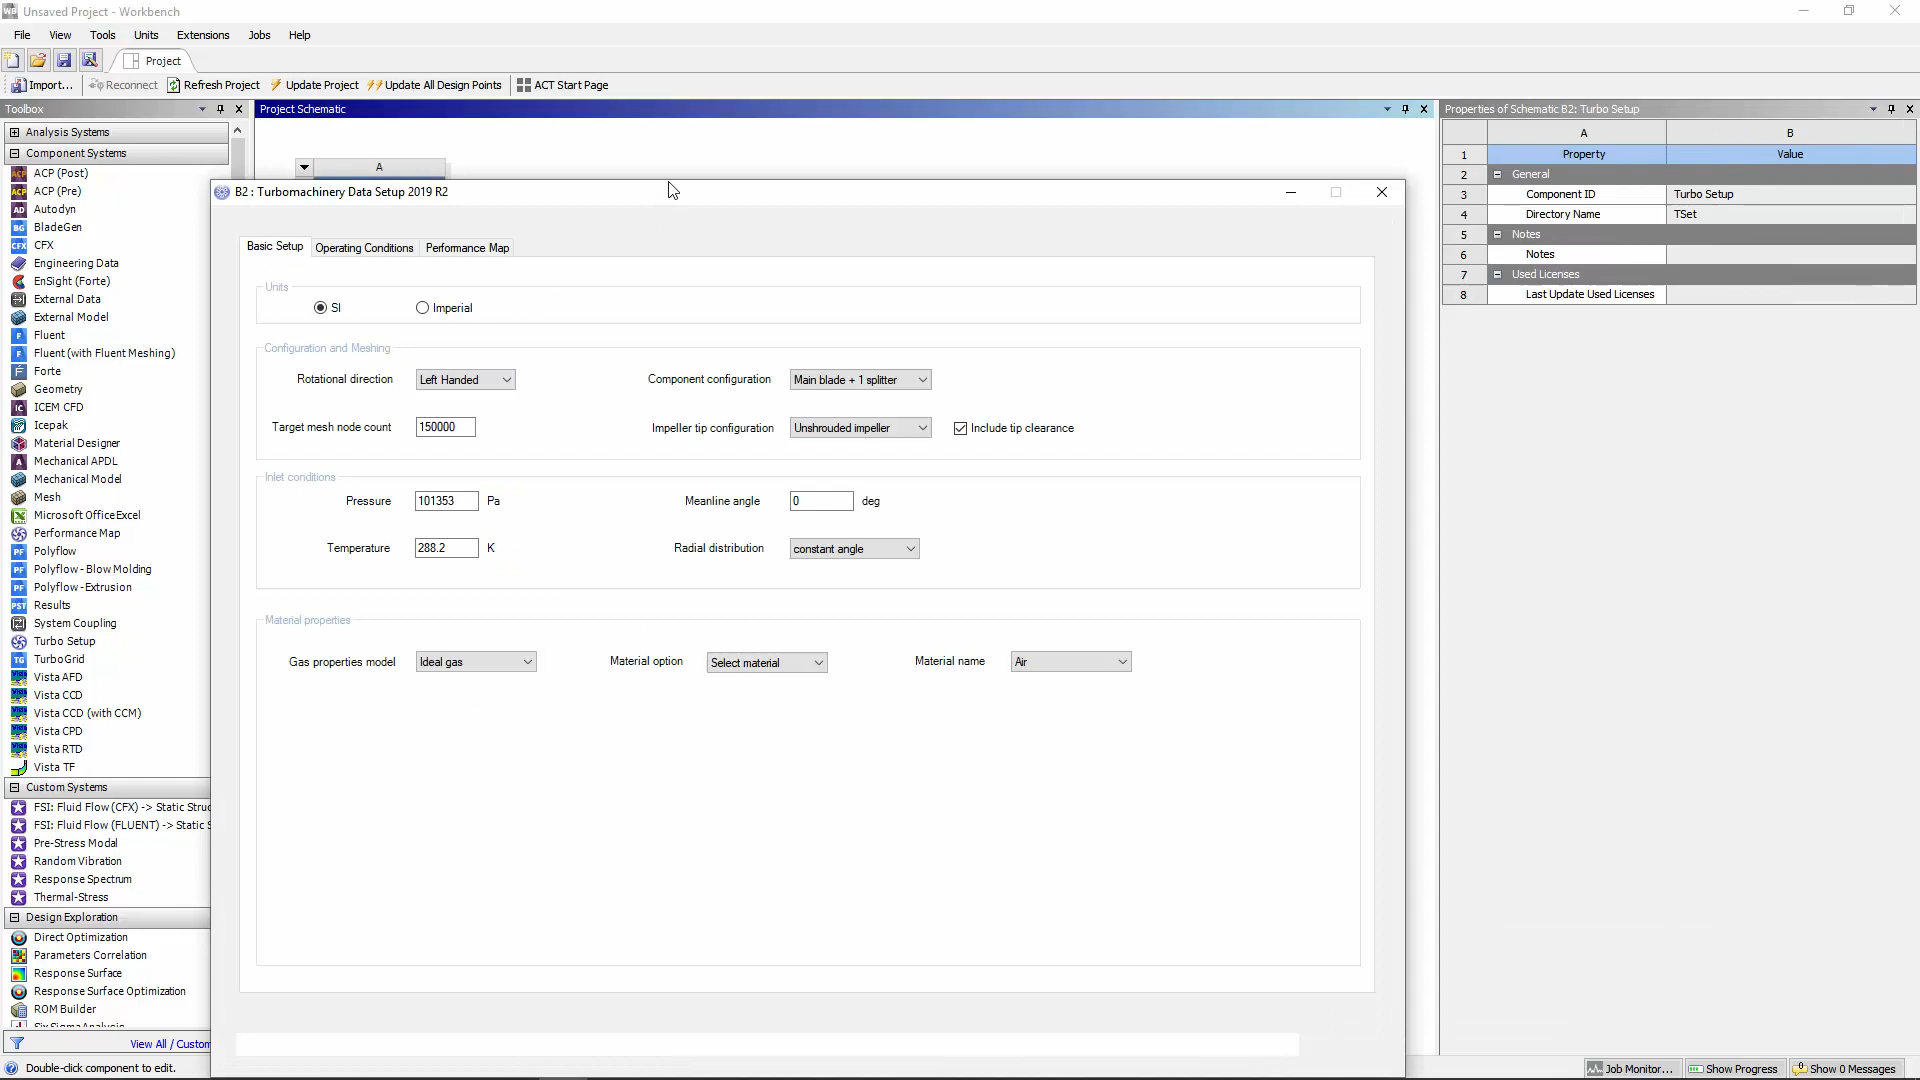 Unsaved Project - Workbench
File View Tools Units Extensions Jobs Help
Project
Import... Reconnect Refresh Project Update Project Update All Design Points ACT Start Page
Toolbox
Analysis Systems
Component Systems
ACP (Post)
ACP (Pre)
Autodyn
BladeGen
CFX
Engineering Data
EnSight (Forte)
External Data
External Model
Fluent
Fluent (with Fluent Meshing)
Forte
Geometry
ICEM CFD
Icepak
Material Designer
Mechanical APDL
Mechanical Model
Mesh
Microsoft Office Excel
Performance Map
Polyflow
Polyflow - Blow Molding
Polyflow - Extrusion
Results
System Coupling
Turbo Setup
TurboGrid
Vista AFD
Vista CCD
Vista CCD (with CCM)
Vista CPD
Vista RTD
Vista TF
Custom Systems
FSI: Fluid Flow (CFX) -> Static Struc
FSI: Fluid Flow (FLUENT) -> Static S
Pre-Stress Modal
Random Vibration
Response Spectrum
Thermal-Stress
Design Exploration
Direct Optimization
Parameters Correlation
Response Surface
Response Surface Optimization
ROM Builder
Six Sigma Analysis
View All / Custom
Double-click component to edit.
Project Schematic
A
B2 : Turbomachinery Data Setup 2019 R2
Basic Setup Operating Conditions Performance Map
Units
SI Imperial
Configuration and Meshing
Rotational direction Left Handed Component configuration Main blade + 1 splitter
Target mesh node count 150000 Impeller tip configuration Unshrouded impeller Include tip clearance
Inlet conditions
Pressure 101353 Pa Meanline angle 0 deg
Temperature 288.2 K Radial distribution constant angle
Material properties
Gas properties model Ideal gas Material option Select material Material name Air
Properties of Schematic B2: Turbo Setup
A B
1 Property Value
2 General
3 Component ID Turbo Setup
4 Directory Name TSet
5 Notes
6 Notes
7 Used Licenses
8 Last Update Used Licenses
Job Monitor... Show Progress Show 0 Messages